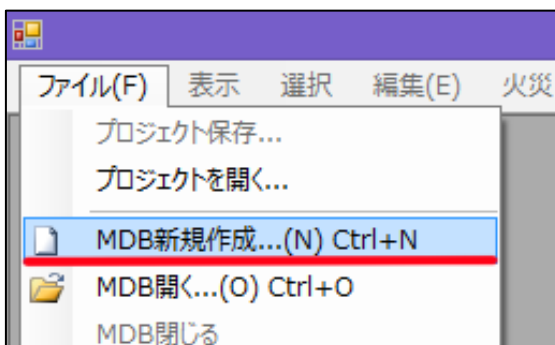 ファイル(F) 表示 選択 編集(E) 火災
プロジェクト保存...
プロジェクトを開く...
MDB新規作成...(N) Ctrl+N
MDB開く...(O) Ctrl+O
MDB閉じる